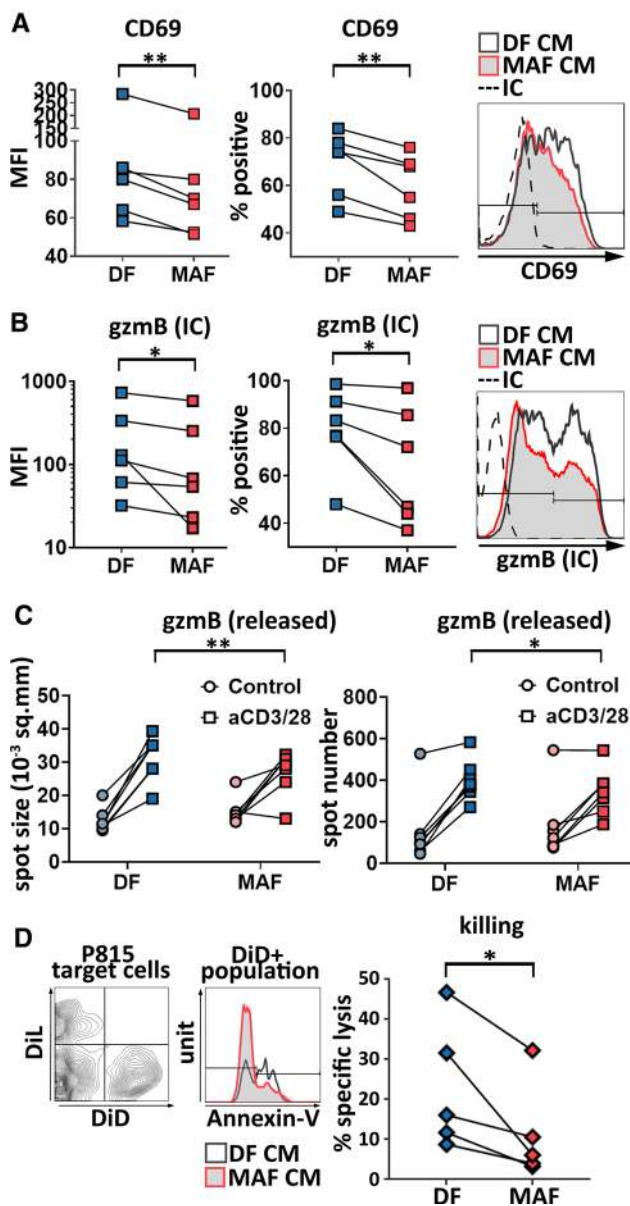 A
CD69
**
300
250
200
150
100
80
60
40
MFI
DF MAF
CD69
**
100
80
60
40
% positive
DF MAF
DF CM
MAF CM
IC
CD69
B
gzmB (IC)
*
1000
100
10
MFI
DF MAF
gzmB (IC)
*
100
80
60
40
% positive
DF MAF
DF CM
MAF CM
IC
gzmB (IC)
C
gzmB (released)
**
Control
aCD3/28
50
40
30
20
10
0
spot size (10⁻³ sq.mm)
DF MAF
gzmB (released)
*
Control
aCD3/28
800
600
400
200
0
spot number
DF MAF
D
P815
target cells
DiL
DiD
DiD+
population
unit
Annexin-V
DF CM
MAF CM
killing
*
50
40
30
20
10
0
% specific lysis
DF MAF